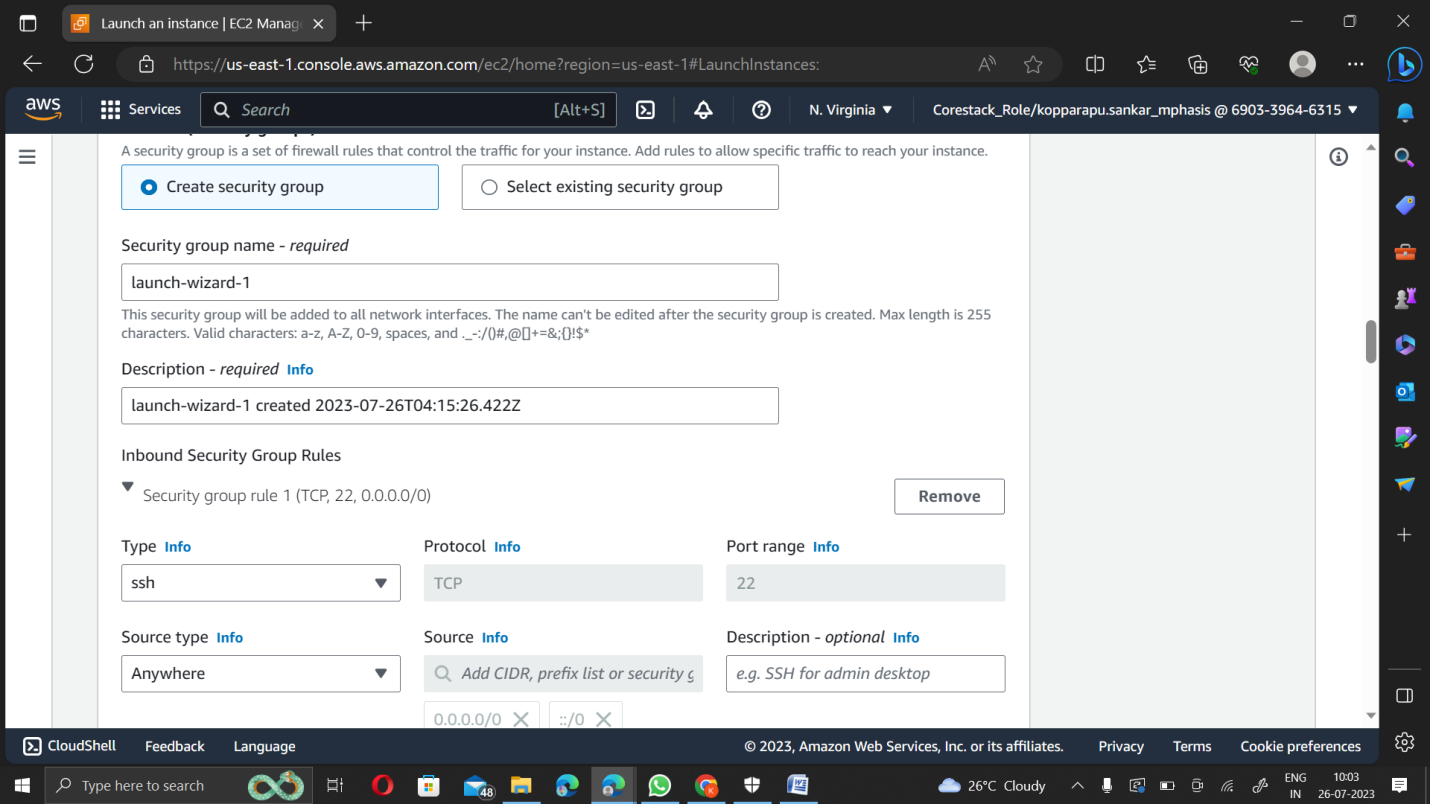 Launch an instance | EC2 Manag
https://us-east-1.console.aws.amazon.com/ec2/home?region=us-east-1#LaunchInstances:
aws
Services
Search
[Alt+S]
N. Virginia
Corestack_Role/kopparapu.sankar_mphasis @ 6903-3964-6315
A security group is a set of firewall rules that control the traffic for your instance. Add rules to allow specific traffic to reach your instance.
Create security group
Select existing security group
Security group name - required
launch-wizard-1
This security group will be added to all network interfaces. The name can't be edited after the security group is created. Max length is 255
characters. Valid characters: a-z, A-Z, 0-9, spaces, and ._-:/()#,@[]+=&;{}!$*
Description - required Info
launch-wizard-1 created 2023-07-26T04:15:26.422Z
Inbound Security Group Rules
Security group rule 1 (TCP, 22, 0.0.0.0/0)
Remove
Type Info
Protocol Info
Port range Info
ssh
TCP
22
Source type Info
Source Info
Description - optional Info
Anywhere
Add CIDR, prefix list or security g
e.g. SSH for admin desktop
0.0.0.0/0
::/0
CloudShell
Feedback
Language
© 2023, Amazon Web Services, Inc. or its affiliates.
Privacy
Terms
Cookie preferences
Type here to search
48
26°C Cloudy
ENG
IN
10:03
26-07-2023